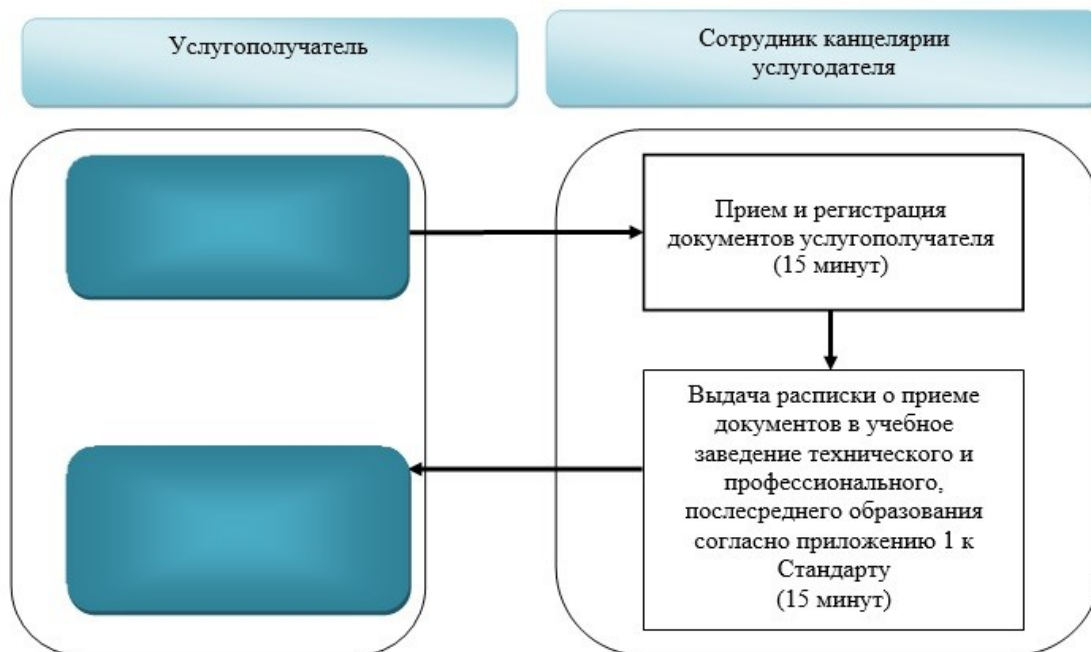 Услугополучатель
Сотрудник канцелярии
услугодателя
Прием и регистрация
документов услугополучателя
(15 минут)
Выдача расписки о приеме
документов в учебное
заведение технического и
профессионального,
послесреднего образования
согласно приложению 1 к
Стандарту
(15 минут)